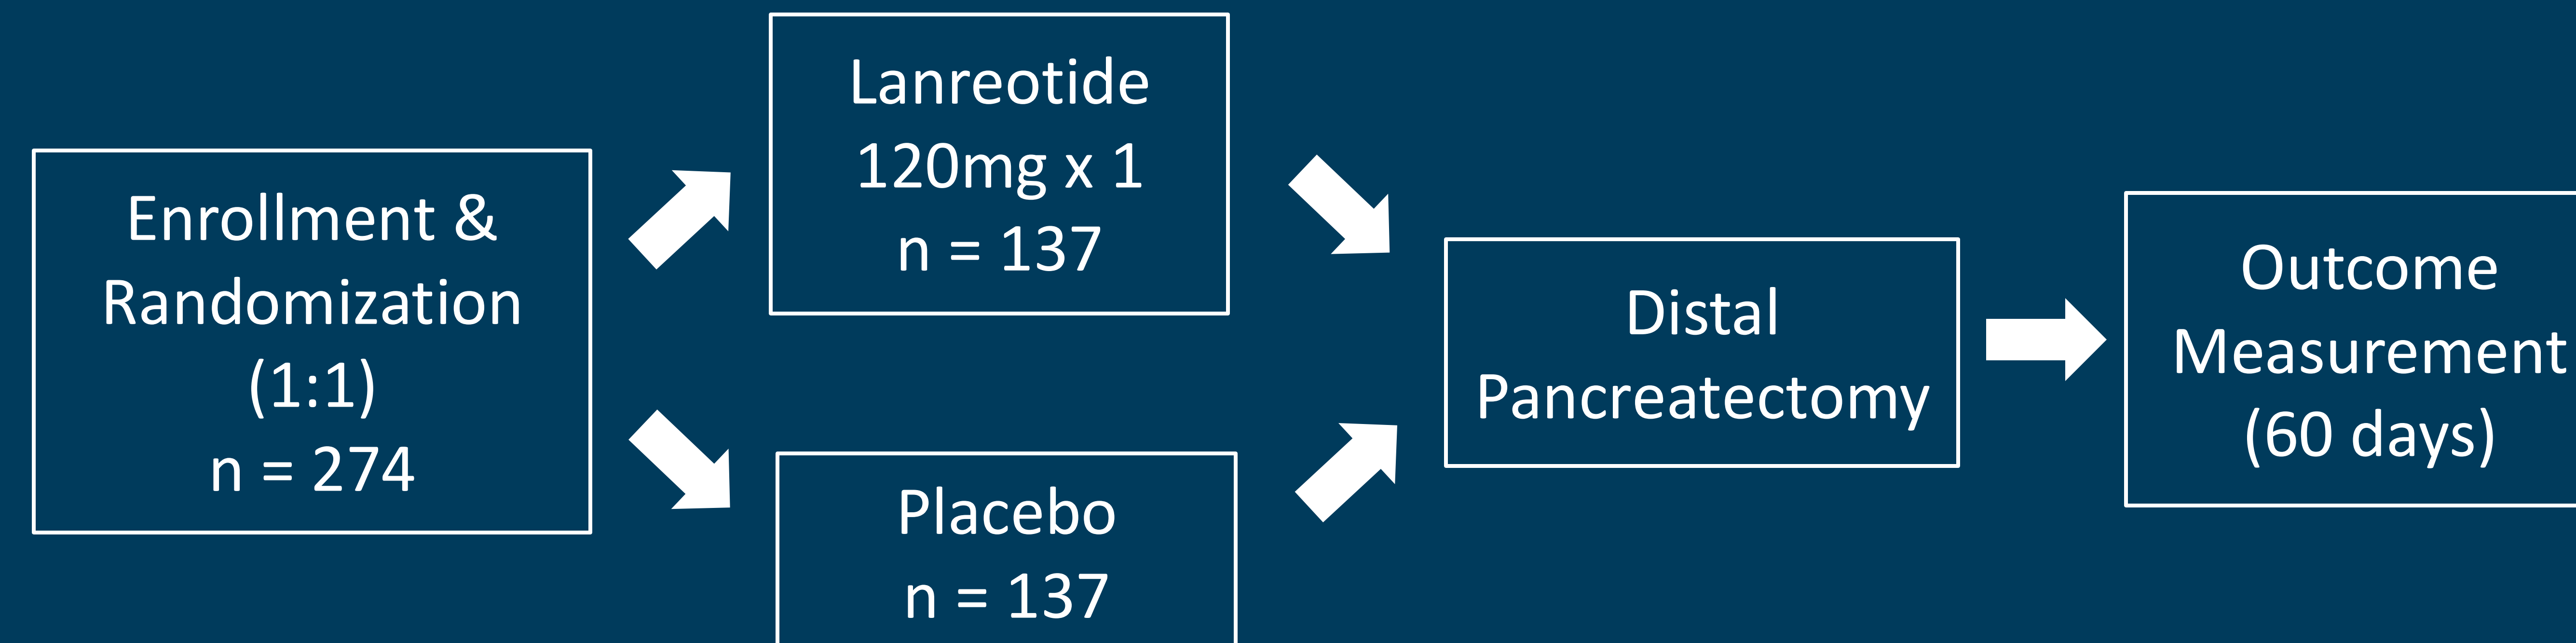 Enrollment &
Randomization
(1:1)
n = 274
Lanreotide
120mg x 1
n = 137
Placebo
n = 137
Distal
Pancreatectomy
Outcome
Measurement
(60 days)